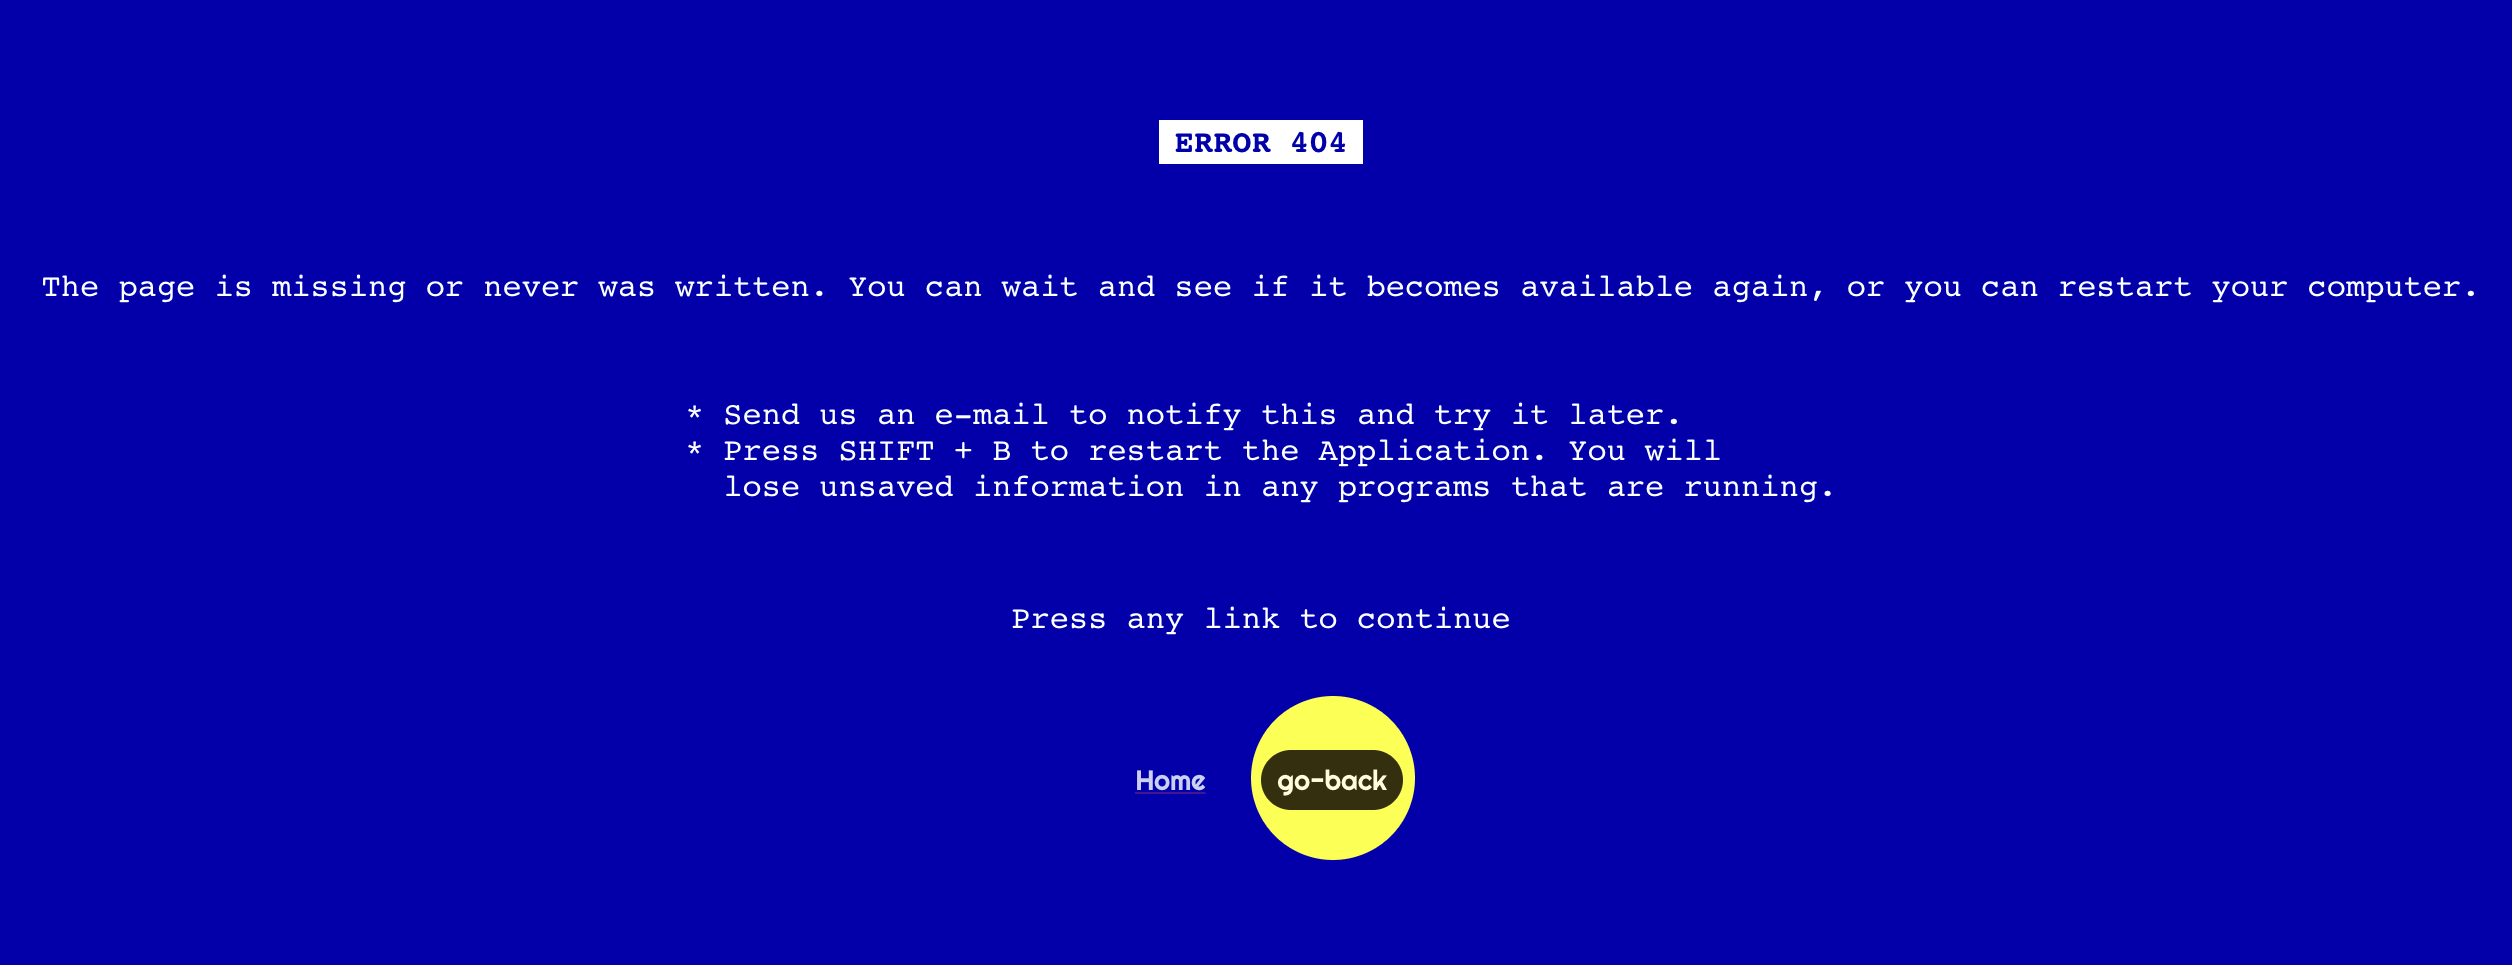 ERROR 404
The page is missing or never was written. You can wait and see if it becomes available again, or you can restart your computer.
* Send us an e-mail to notify this and try it later.
* Press SHIFT + B to restart the Application. You will
lose unsaved information in any programs that are running.
Press any link to continue
Home go-back